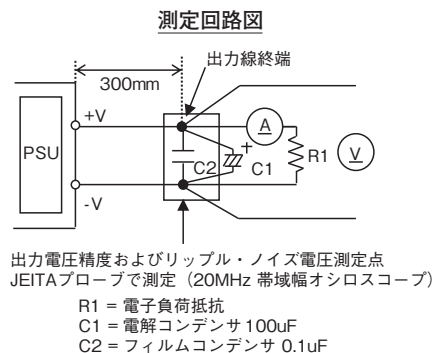 測定回路図
出力線終端
300mm
+V
A
+
PSU
C2
C1
R1
V
-V
出力電圧精度およびリップル・ノイズ電圧測定点
JEITAプローブで測定（20MHz 帯域幅オシロスコープ）
R1 = 電子負荷抵抗
C1 = 電解コンデンサ100uF
C2 = フィルムコンデンサ 0.1uF